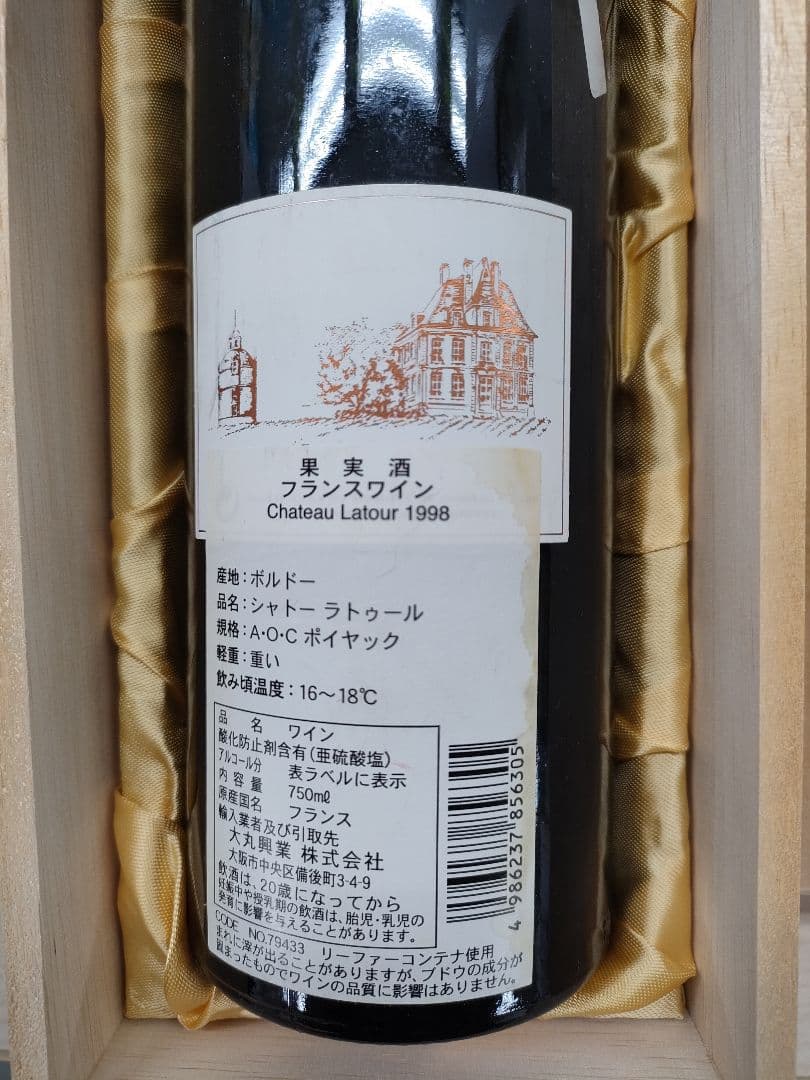 果実酒
フランスワイン
Chateau Latour 1998
産地:ボルドー
品名:シャトー ラトゥール
規格:A・O・C ポイヤック
軽重:重い
飲み頃温度:16〜18℃
品名 ワイン
酸化防止剤含有(亜硫酸塩)
アルコール分 表ラベルに表示
内容量 750mℓ
原産国名 フランス
輸入業者及び引取先
大丸興業 株式会社
大阪市中央区備後町3-4-9
飲酒は、20歳になってから
妊娠中や授乳期の飲酒は、胎児・乳児の
発育に影響を与えることがあります。
4 986237 856305
CODE NO.79433 リーファーコンテナ使用
まれに滓が出ることがありますが、ブドウの成分が
固まったものでワインの品質に影響はありません。